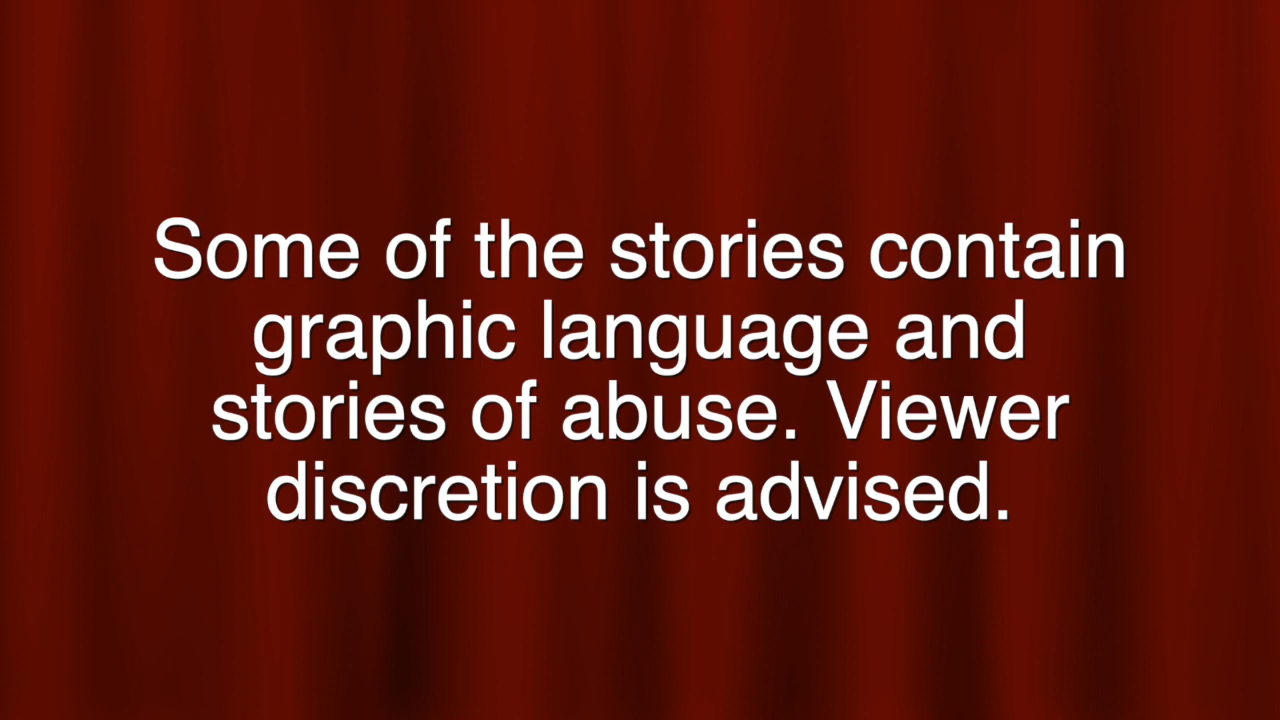 Some of the stories contain
graphic language and
stories of abuse. Viewer
discretion is advised.